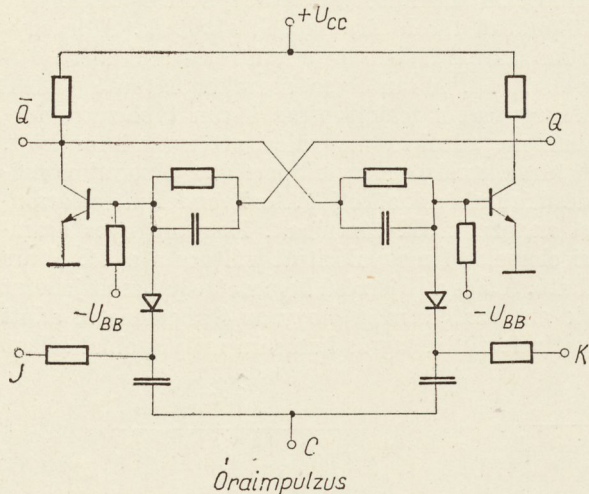 +U_CC
Q̄
Q
-U_BB
-U_BB
J
K
C
Óraimpulzus